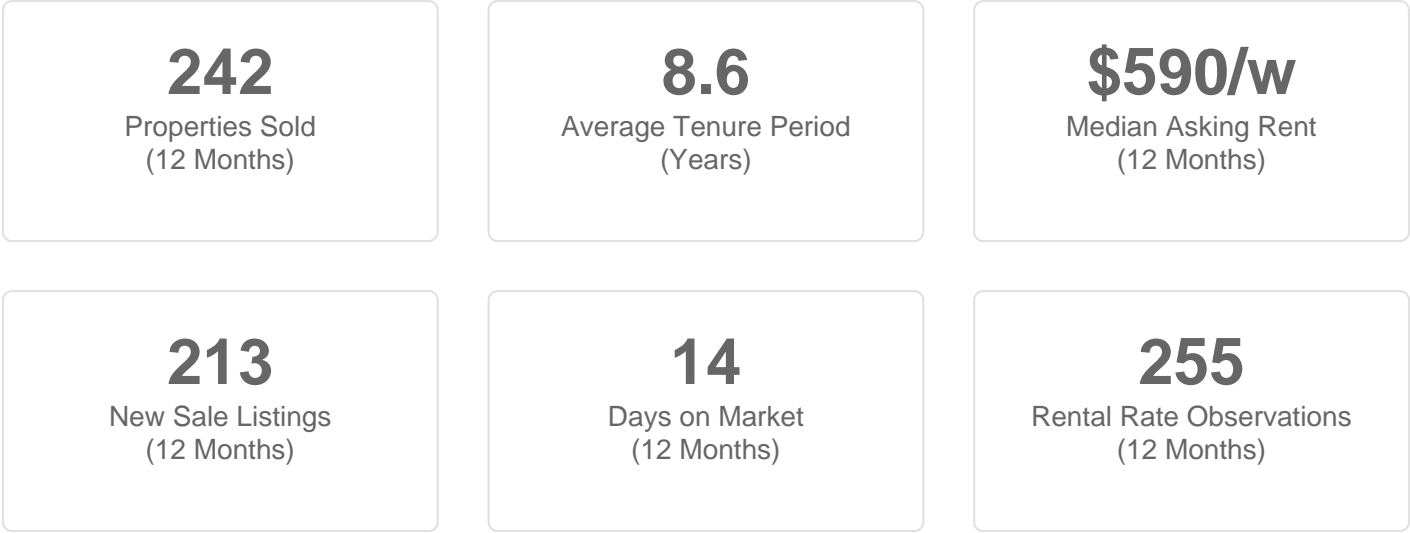 242
Properties Sold
(12 Months)
8.6
Average Tenure Period
(Years)
$590/w
Median Asking Rent
(12 Months)
213
New Sale Listings
(12 Months)
14
Days on Market
(12 Months)
255
Rental Rate Observations
(12 Months)